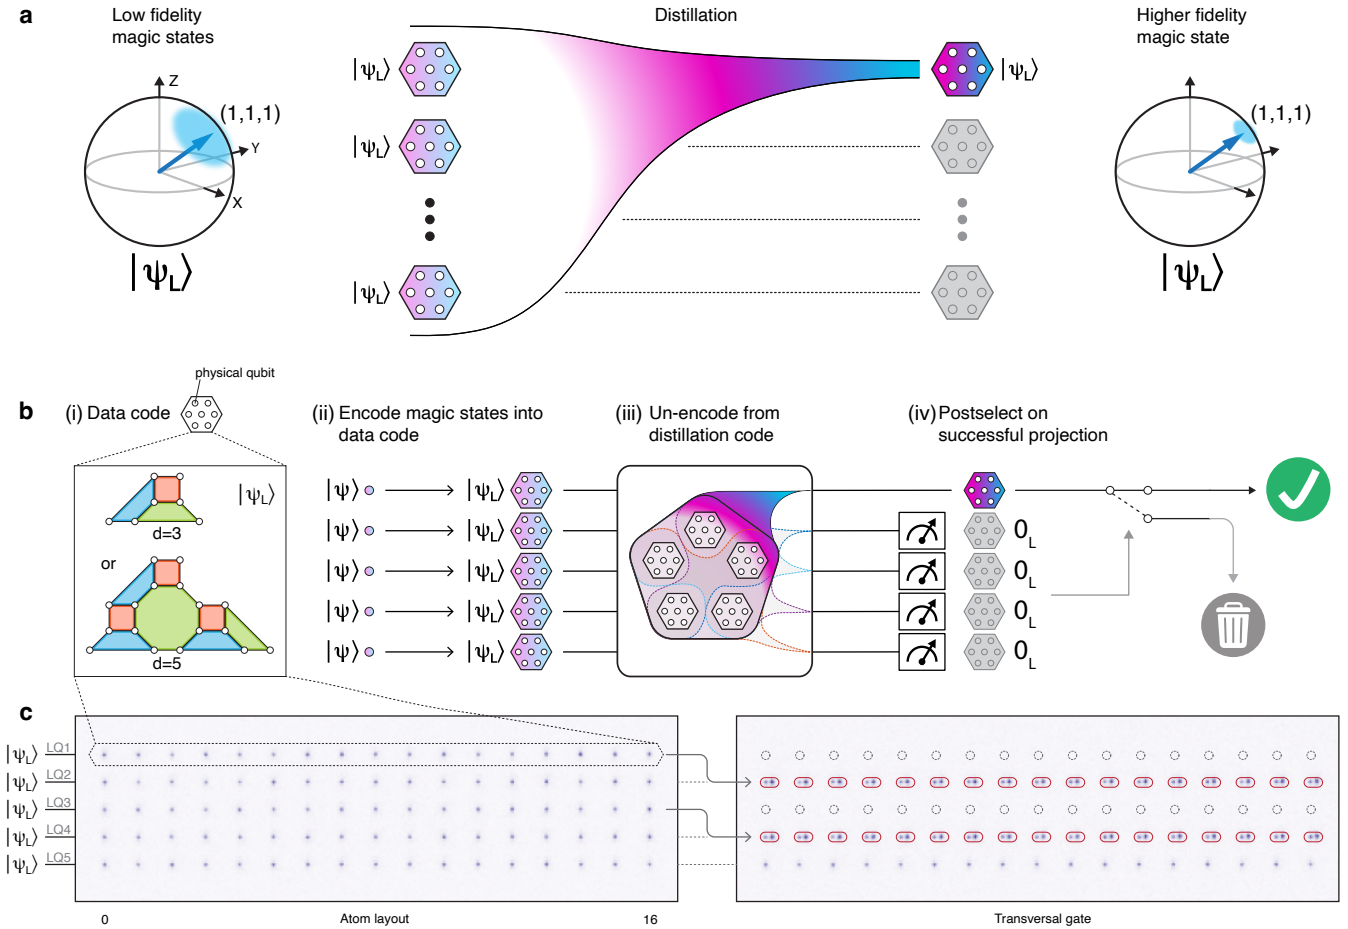 a
Low fidelity
magic states
Distillation
Higher fidelity
magic state
Z
(1,1,1)
Y
X
|ψL⟩
|ψL⟩
|ψL⟩
|ψL⟩
|ψL⟩
(1,1,1)
|ψL⟩
physical qubit
b
(i) Data code
(ii) Encode magic states into
data code
(iii) Un-encode from
distillation code
(iv) Postselect on
successful projection
|ψL⟩
d=3
or
d=5
|ψ⟩ |ψL⟩
|ψ⟩ |ψL⟩ 0L
|ψ⟩ |ψL⟩ 0L
|ψ⟩ |ψL⟩ 0L
|ψ⟩ |ψL⟩ 0L
c
|ψL⟩ LQ1
|ψL⟩ LQ2
|ψL⟩ LQ3
|ψL⟩ LQ4
|ψL⟩ LQ5
0 Atom layout 16
Transversal gate